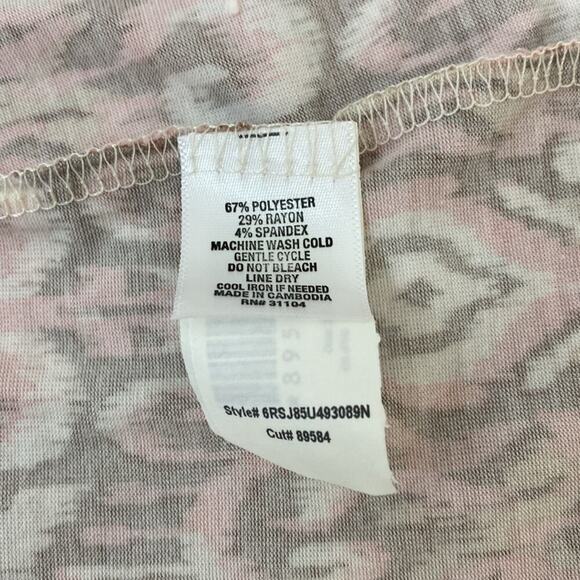 67% POLYESTER
29% RAYON
4% SPANDEX
MACHINE WASH COLD
GENTLE CYCLE
DO NOT BLEACH
LINE DRY
COOL IRON IF NEEDED
MADE IN CAMBODIA
RN# 31104
Style# 6RSJ85U493089N
Cut# 89584